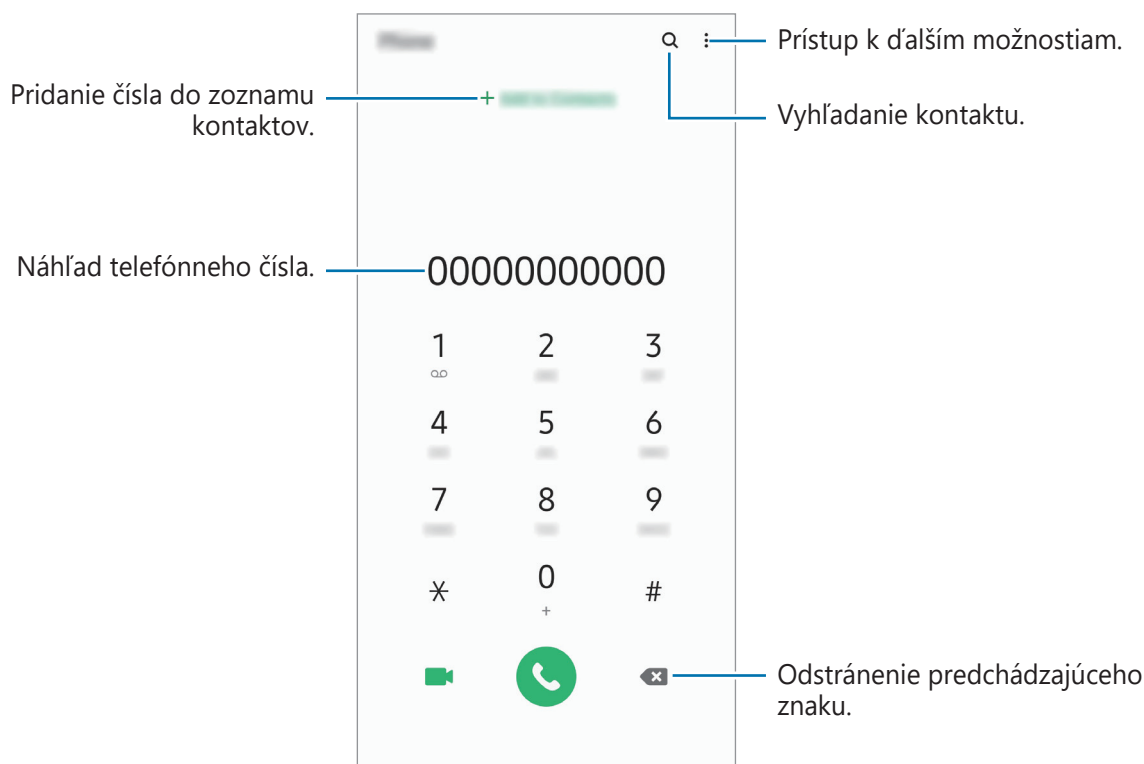 Prístup k ďalším možnostiam.
Pridanie čísla do zoznamu
kontaktov.
+
Vyhľadanie kontaktu.
Náhľad telefónneho čísla.
00000000000
1 2 3
4 5 6
7 8 9
* 0 #
+
Odstránenie predchádzajúceho
znaku.